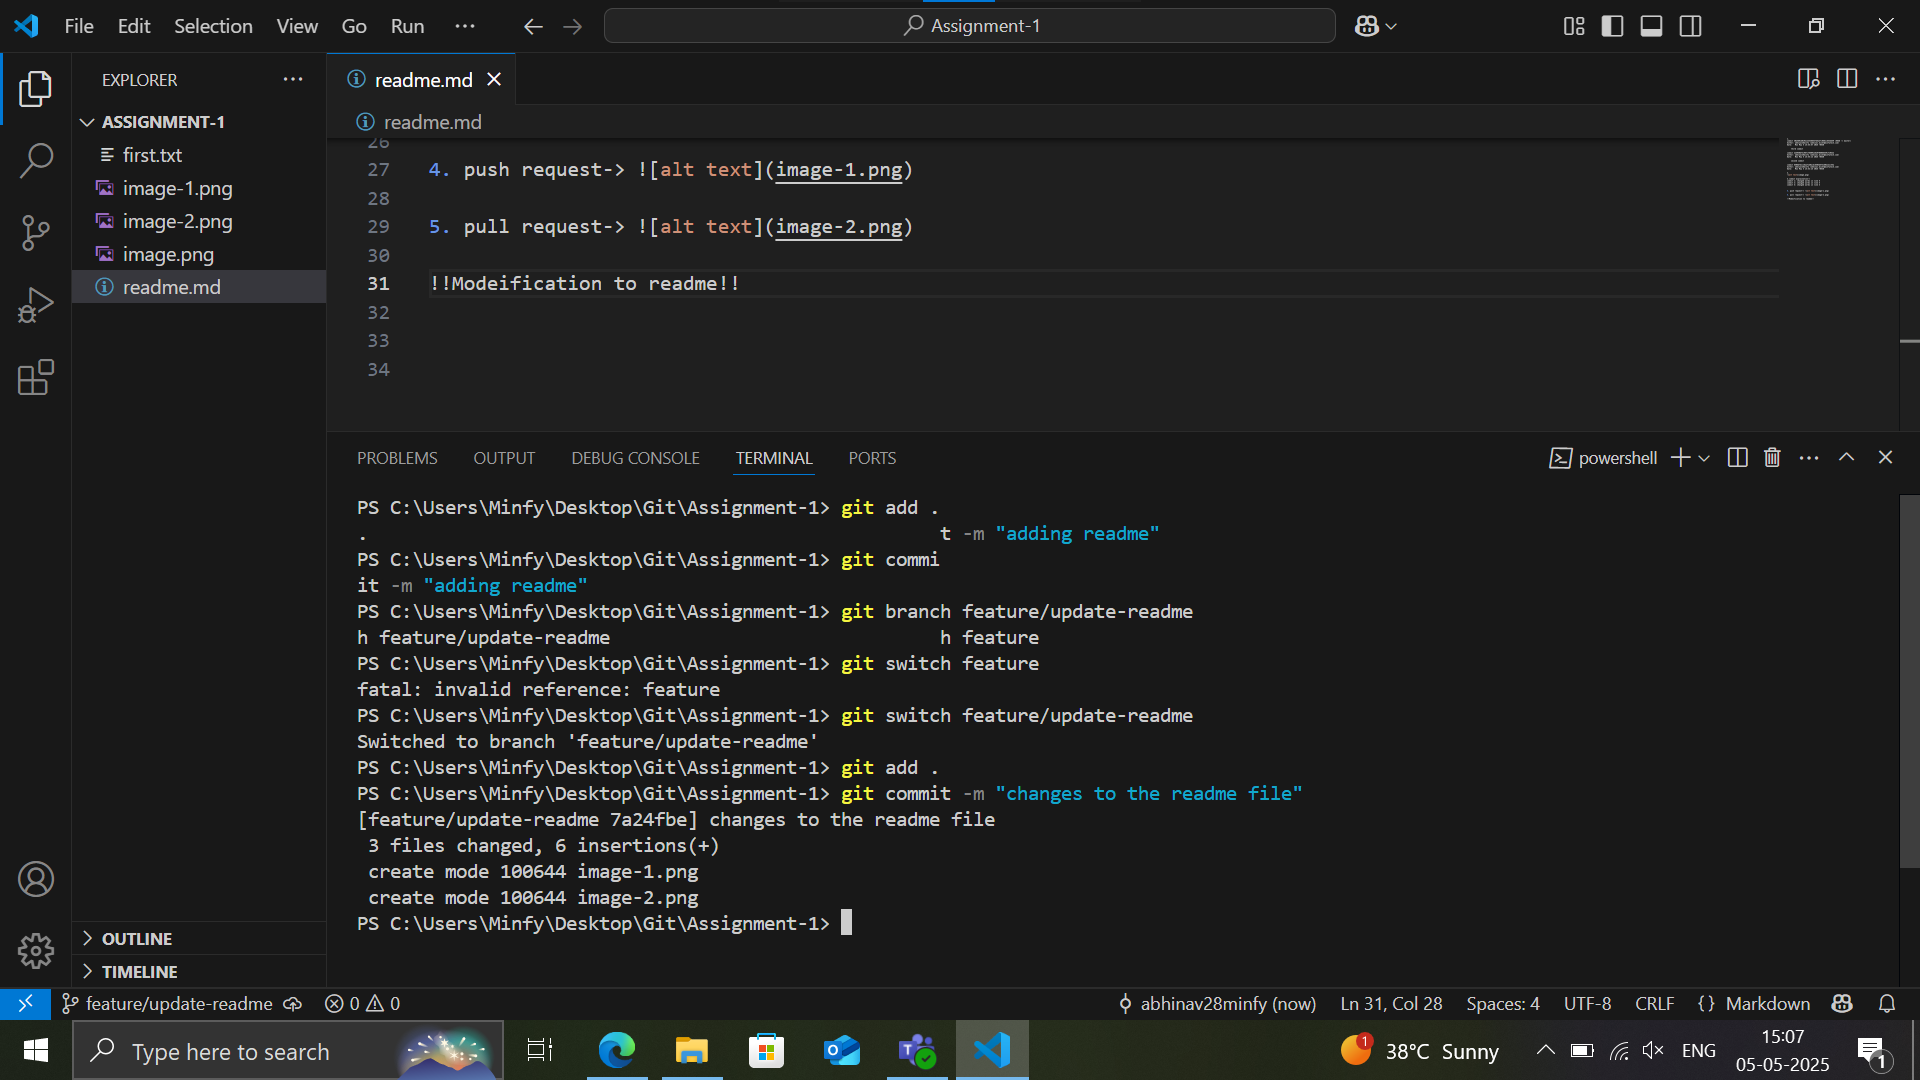 File Edit Selection View Go Run ···
Assignment-1
EXPLORER ···
ASSIGNMENT-1
first.txt
image-1.png
image-2.png
image.png
readme.md
OUTLINE
TIMELINE
readme.md
readme.md
26
27 4. push request-> ![alt text](image-1.png)
28
29 5. pull request-> ![alt text](image-2.png)
30
31 !!Modeification to readme!!
32
33
34
PROBLEMS OUTPUT DEBUG CONSOLE TERMINAL PORTS
powershell
PS C:\Users\Minfy\Desktop\Git\Assignment-1> git add .
. t -m "adding readme"
PS C:\Users\Minfy\Desktop\Git\Assignment-1> git commi
it -m "adding readme"
PS C:\Users\Minfy\Desktop\Git\Assignment-1> git branch feature/update-readme
h feature/update-readme h feature
PS C:\Users\Minfy\Desktop\Git\Assignment-1> git switch feature
fatal: invalid reference: feature
PS C:\Users\Minfy\Desktop\Git\Assignment-1> git switch feature/update-readme
Switched to branch 'feature/update-readme'
PS C:\Users\Minfy\Desktop\Git\Assignment-1> git add .
PS C:\Users\Minfy\Desktop\Git\Assignment-1> git commit -m "changes to the readme file"
[feature/update-readme 7a24fbe] changes to the readme file
3 files changed, 6 insertions(+)
create mode 100644 image-1.png
create mode 100644 image-2.png
PS C:\Users\Minfy\Desktop\Git\Assignment-1>
feature/update-readme 0 0 abhinav28minfy (now) Ln 31, Col 28 Spaces: 4 UTF-8 CRLF {} Markdown
Type here to search
1 38°C Sunny ENG 15:07
05-05-2025
1